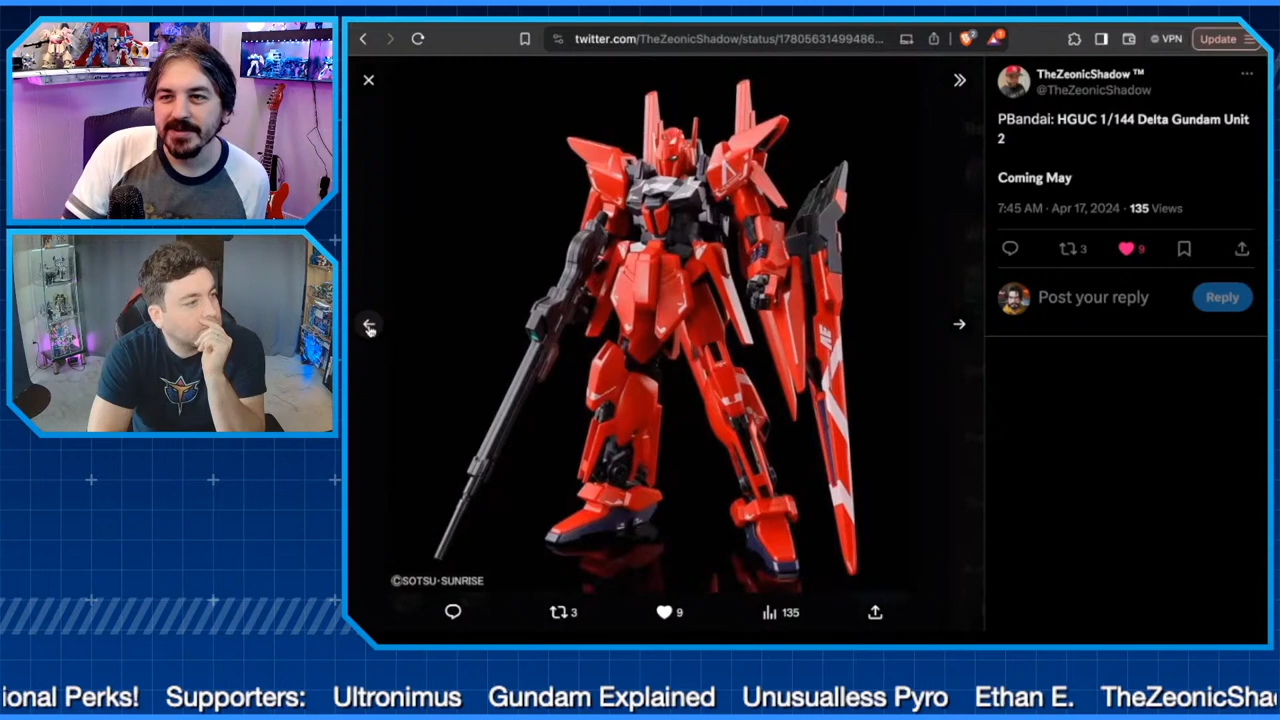 twitter.com/TheZeonicShadow/status/17805631499486...
VPN
Update
TheZeonicShadow ™
@TheZeonicShadow
PBandai: HGUC 1/144 Delta Gundam Unit
2
Coming May
7:45 AM · Apr 17, 2024 · 135 Views
3
9
Post your reply
Reply
©SOTSU·SUNRISE
3
9
135
ional Perks! Supporters: Ultronimus Gundam Explained Unusualless Pyro Ethan E. TheZeonicSha